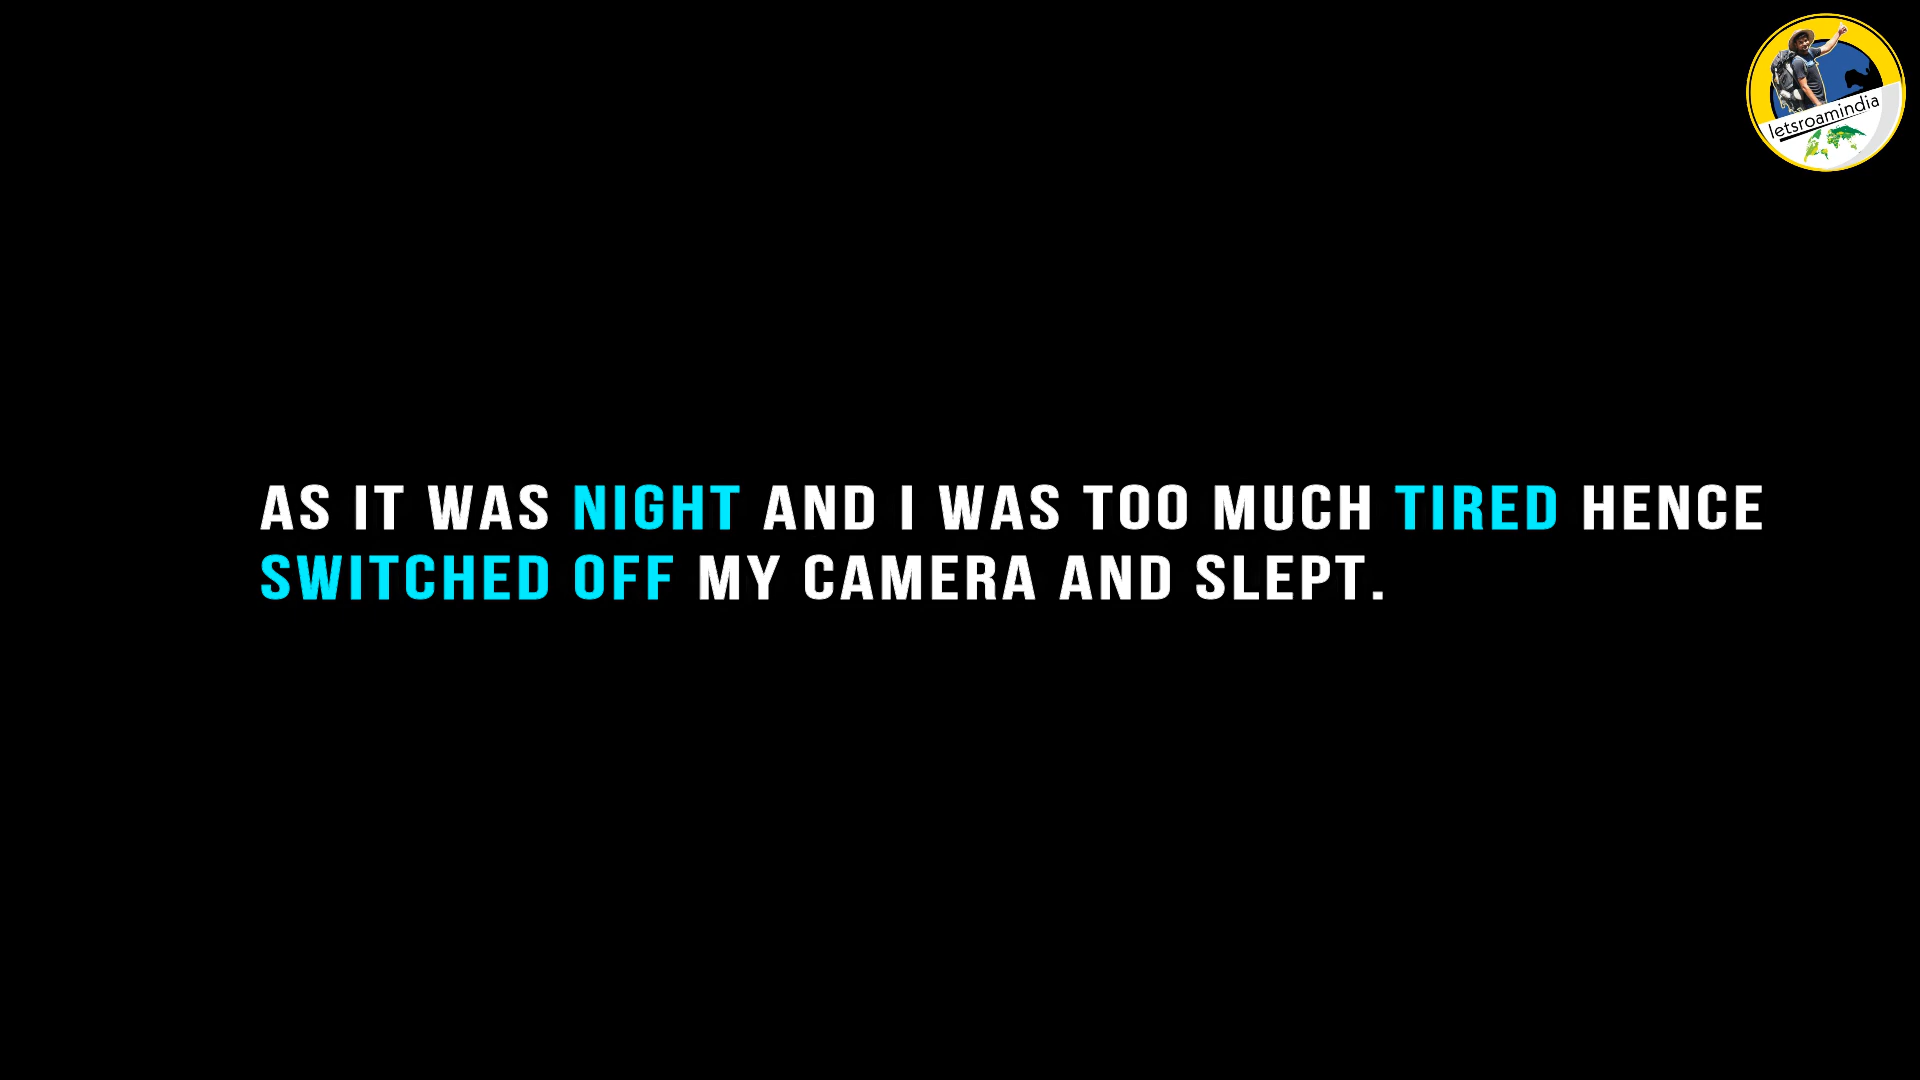 letsroamindia
AS IT WAS NIGHT AND I WAS TOO MUCH TIRED HENCE
SWITCHED OFF MY CAMERA AND SLEPT.